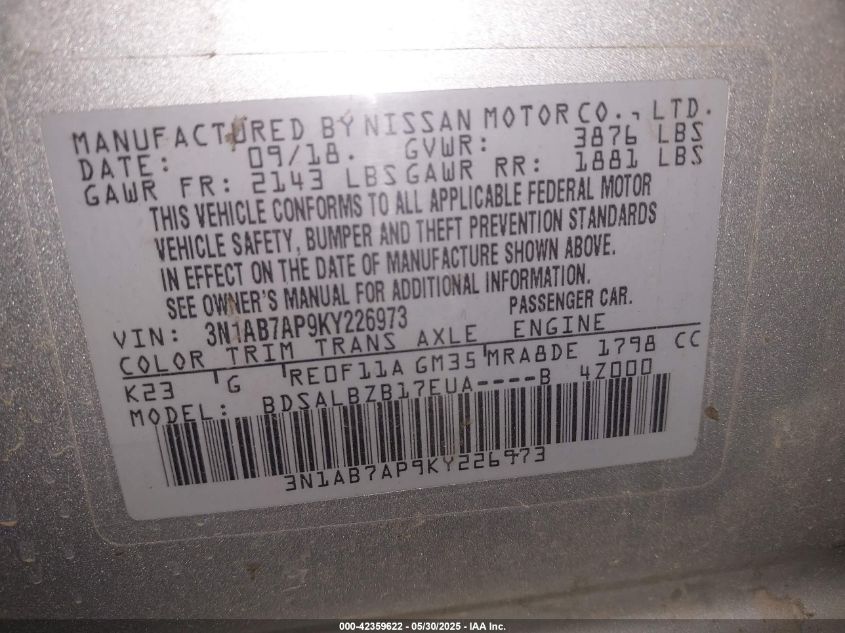 MANUFACTURED BY NISSAN MOTOR CO., LTD.
DATE: 09/18. GVWR: 3876 LBS
GAWR FR: 2143 LBS GAWR RR: 1881 LBS
THIS VEHICLE CONFORMS TO ALL APPLICABLE FEDERAL MOTOR
VEHICLE SAFETY, BUMPER AND THEFT PREVENTION STANDARDS
IN EFFECT ON THE DATE OF MANUFACTURE SHOWN ABOVE.
SEE OWNER'S MANUAL FOR ADDITIONAL INFORMATION.
PASSENGER CAR.
VIN: 3N1AB7AP9KY226973
COLOR TRIM TRANS AXLE ENGINE
K23 G RE0F11A GM35 MRA8DE 1798 CC
MODEL: BDSALBZB17EUA----B 4Z000
3N1AB7AP9KY226973
000-42359622 - 05/30/2025 - IAA Inc.